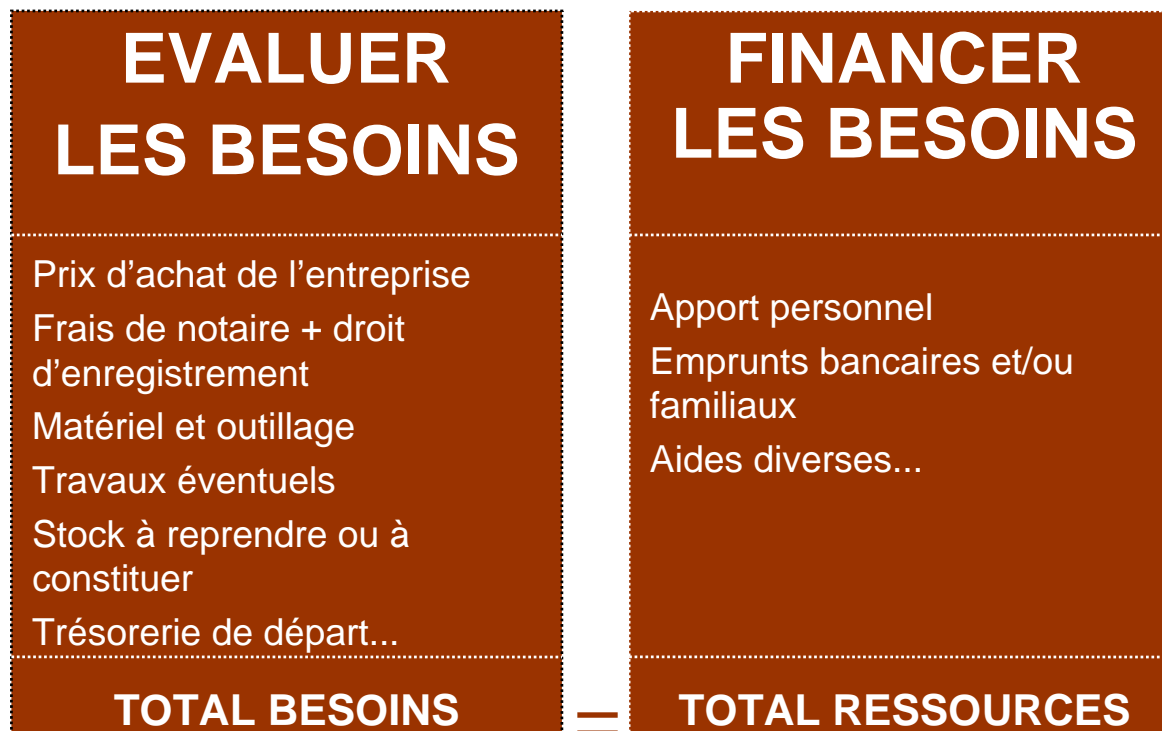 EVALUER
LES BESOINS
Prix d’achat de l’entreprise
Frais de notaire + droit
d’enregistrement
Matériel et outillage
Travaux éventuels
Stock à reprendre ou à
constituer
Trésorerie de départ...
TOTAL BESOINS
=
FINANCER
LES BESOINS
Apport personnel
Emprunts bancaires et/ou
familiaux
Aides diverses...
TOTAL RESSOURCES